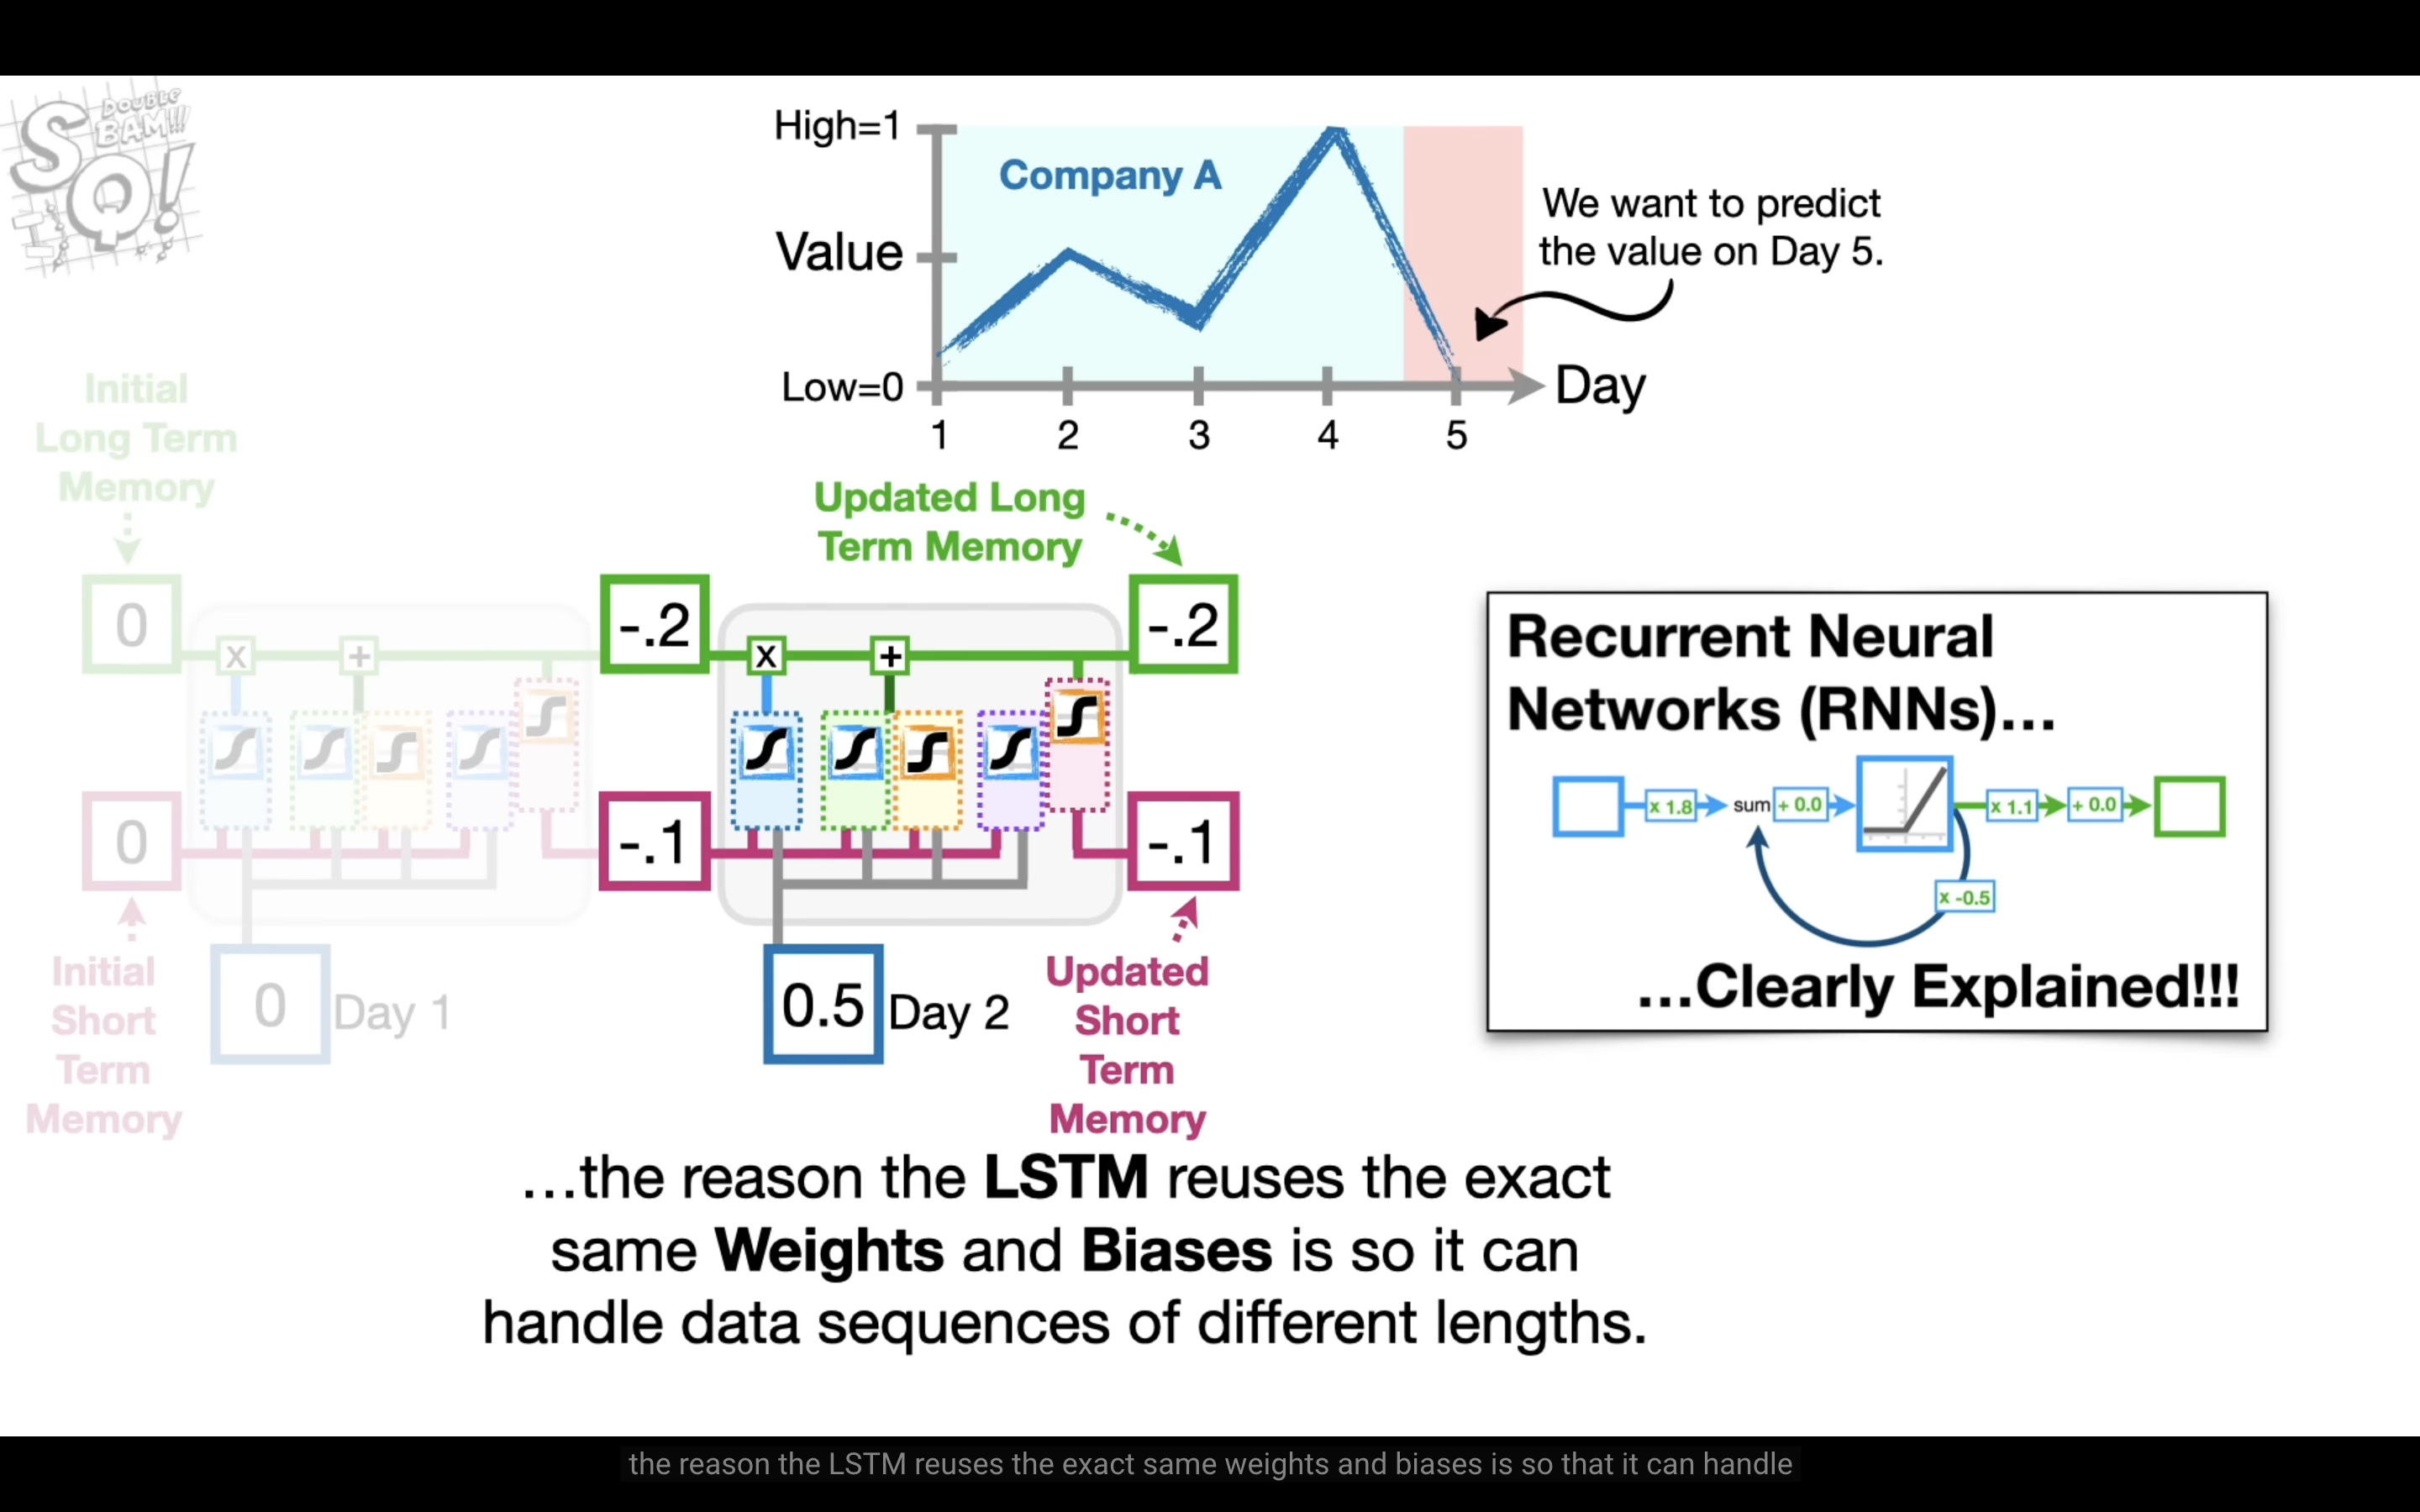 DOUBLE
BAM!!!
SQ!
High=1
Company A
Value
Low=0
1 2 3 4 5
Day
We want to predict
the value on Day 5.
Initial
Long Term
Memory
Updated Long
Term Memory
0
-.2
-.2
x
+
x
+
0
-.1
-.1
Initial
Short
Term
Memory
0
Day 1
0.5
Day 2
Updated
Short
Term
Memory
Recurrent Neural
Networks (RNNs)...
x 1.8 sum + 0.0 x 1.1 + 0.0
x -0.5
...Clearly Explained!!!
...the reason the LSTM reuses the exact
same Weights and Biases is so it can
handle data sequences of different lengths.
the reason the LSTM reuses the exact same weights and biases is so that it can handle